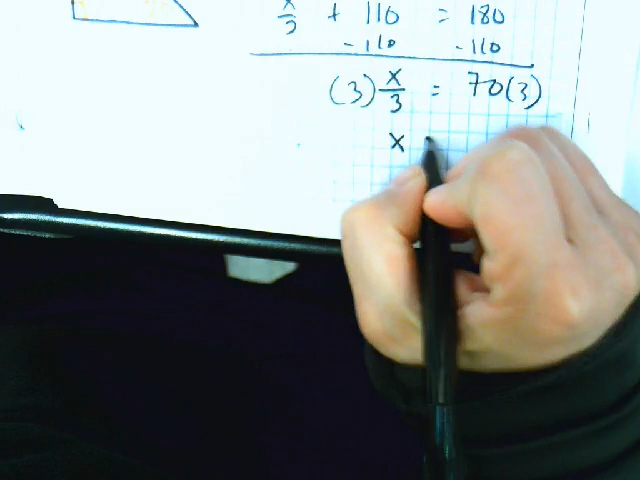 x/3 + 110 = 180
-110 -110
(3) x/3 = 70(3)
x